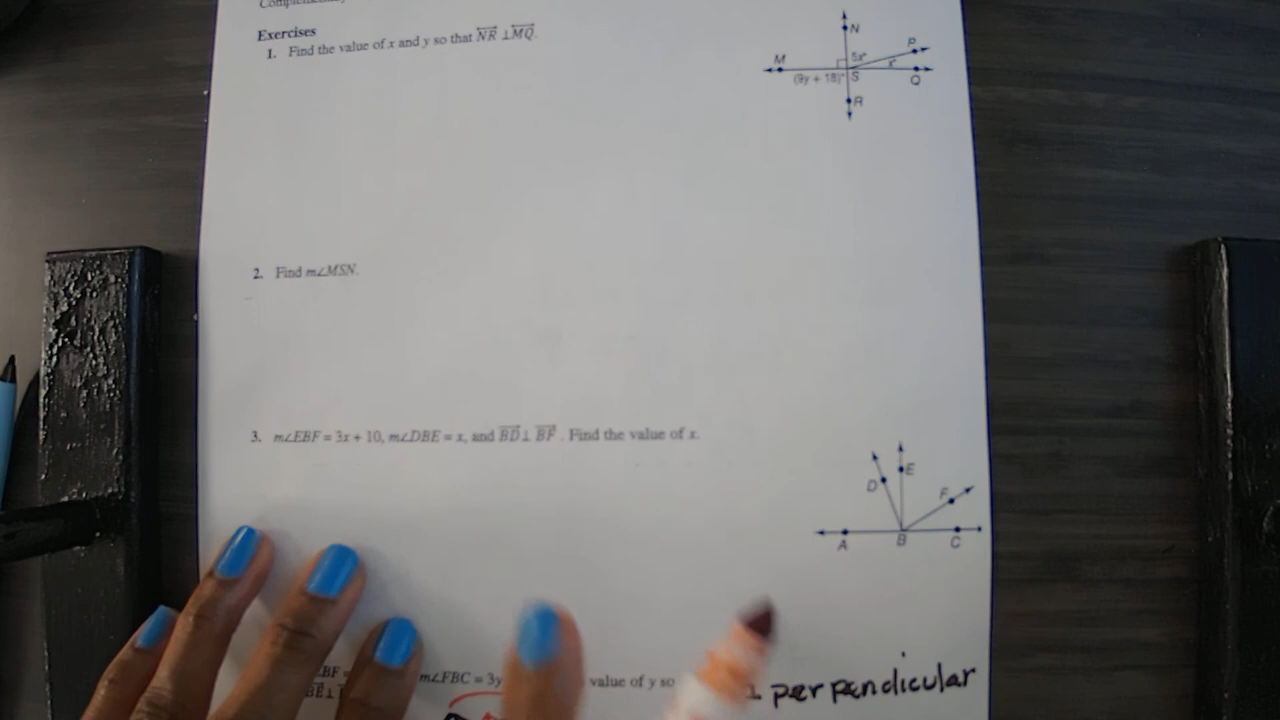 Exercises
1. Find the value of x and y so that NR ⊥ MQ.
N
P
M
5x°
x°
(9y + 18)°
S
Q
R
2. Find m∠MSN.
3. m∠EBF = 3x + 10, m∠DBE = x, and BD ⊥ BF. Find the value of x.
D
E
F
A
B
C
m∠FBC = 3y value of y so
⊥ perpendicular